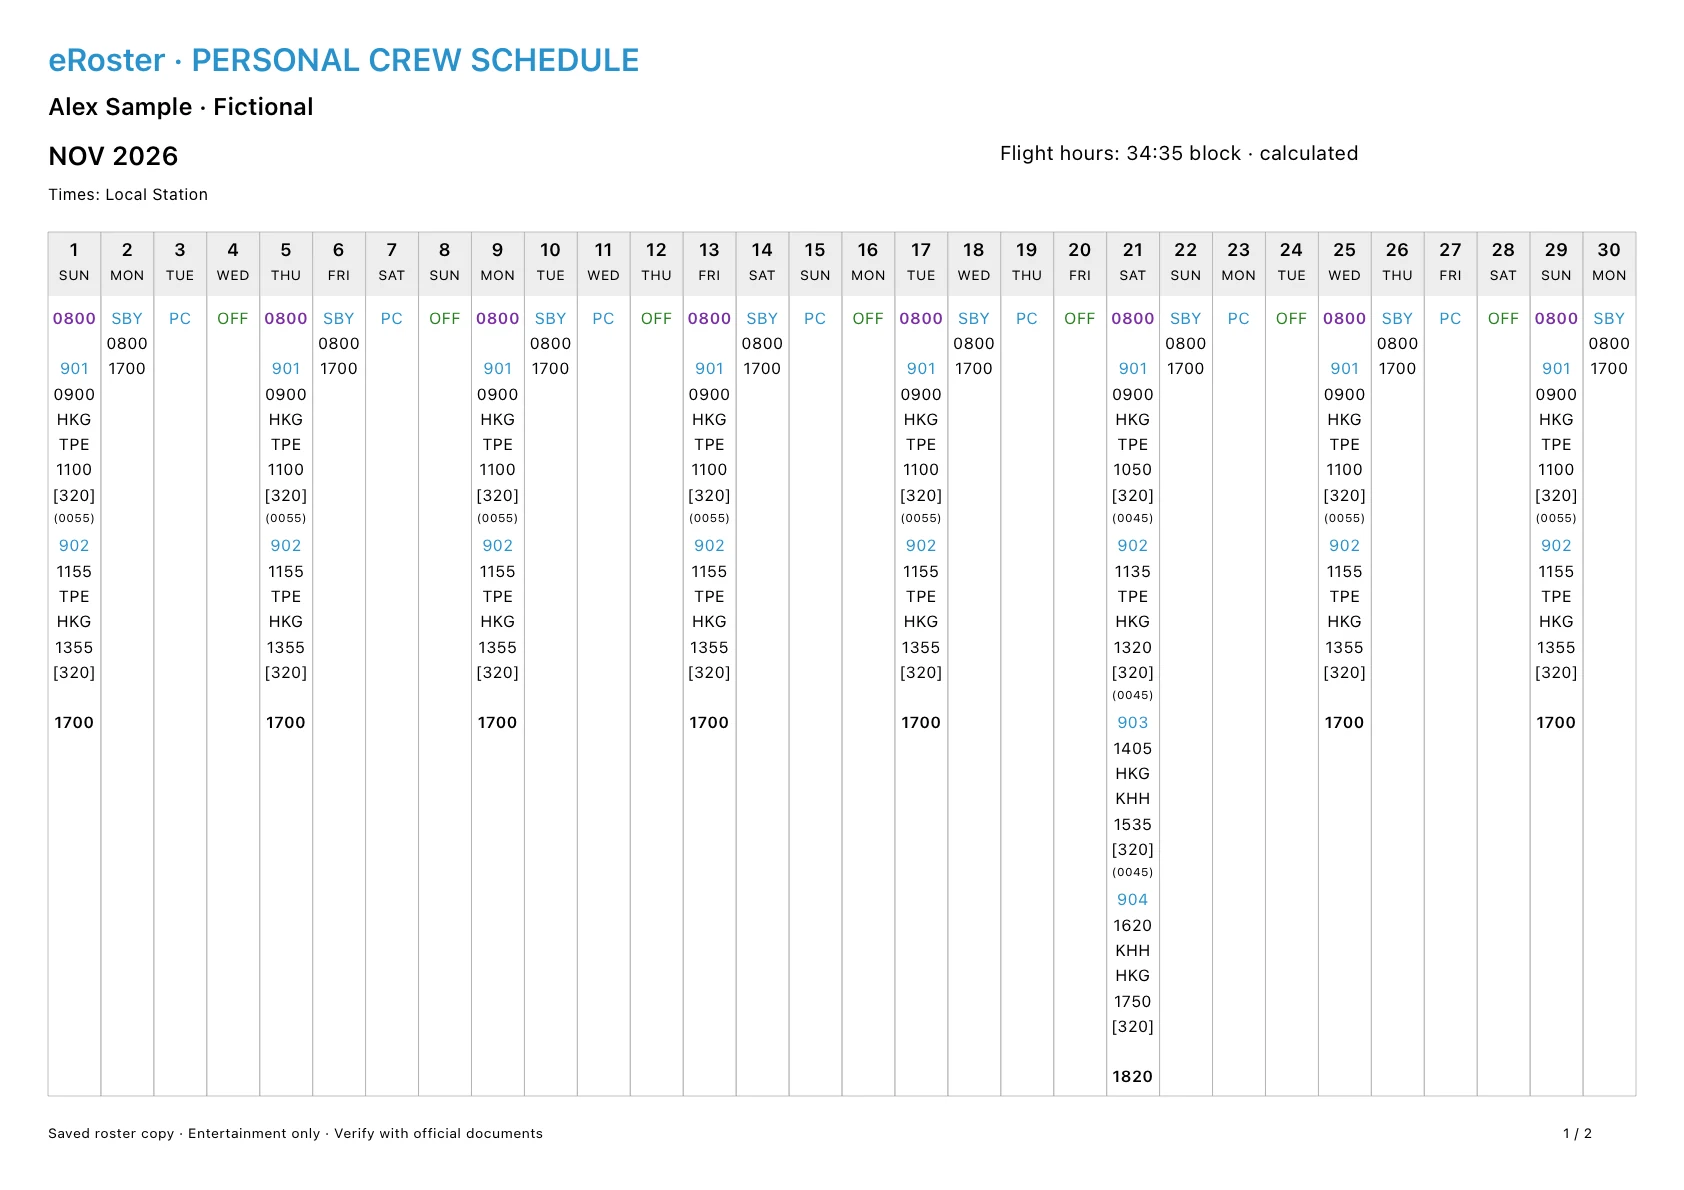 eRoster · PERSONAL CREW SCHEDULE
Alex Sample · Fictional
NOV 2026
Flight hours: 34:35 block · calculated
Times: Local Station
1 2 3 4 5 6 7 8 9 10 11 12 13 14 15 16 17 18 19 20 21 22 23 24 25 26 27 28 29 30
SUN MON TUE WED THU FRI SAT SUN MON TUE WED THU FRI SAT SUN MON TUE WED THU FRI SAT SUN MON TUE WED THU FRI SAT SUN MON
0800 SBY PC OFF 0800 SBY PC OFF 0800 SBY PC OFF 0800 SBY PC OFF 0800 SBY PC OFF 0800 SBY PC OFF 0800 SBY PC OFF 0800 SBY
0800 0800 0800 0800 0800 0800 0800 0800
901 1700 901 1700 901 1700 901 1700 901 1700 901 1700 901 1700 901 1700
0900 0900 0900 0900 0900 0900 0900 0900
HKG HKG HKG HKG HKG HKG HKG HKG
TPE TPE TPE TPE TPE TPE TPE TPE
1100 1100 1100 1100 1100 1050 1100 1100
[320] [320] [320] [320] [320] [320] [320] [320]
(0055) (0055) (0055) (0055) (0055) (0045) (0055) (0055)
902 902 902 902 902 902 902 902
1155 1155 1155 1155 1155 1135 1155 1155
TPE TPE TPE TPE TPE TPE TPE TPE
HKG HKG HKG HKG HKG HKG HKG HKG
1355 1355 1355 1355 1355 1320 1355 1355
[320] [320] [320] [320] [320] [320] [320] [320]
(0045)
1700 1700 1700 1700 1700 903 1700 1700
1405
HKG
KHH
1535
[320]
(0045)
904
1620
KHH
HKG
1750
[320]
1820
Saved roster copy · Entertainment only · Verify with official documents
1 / 2